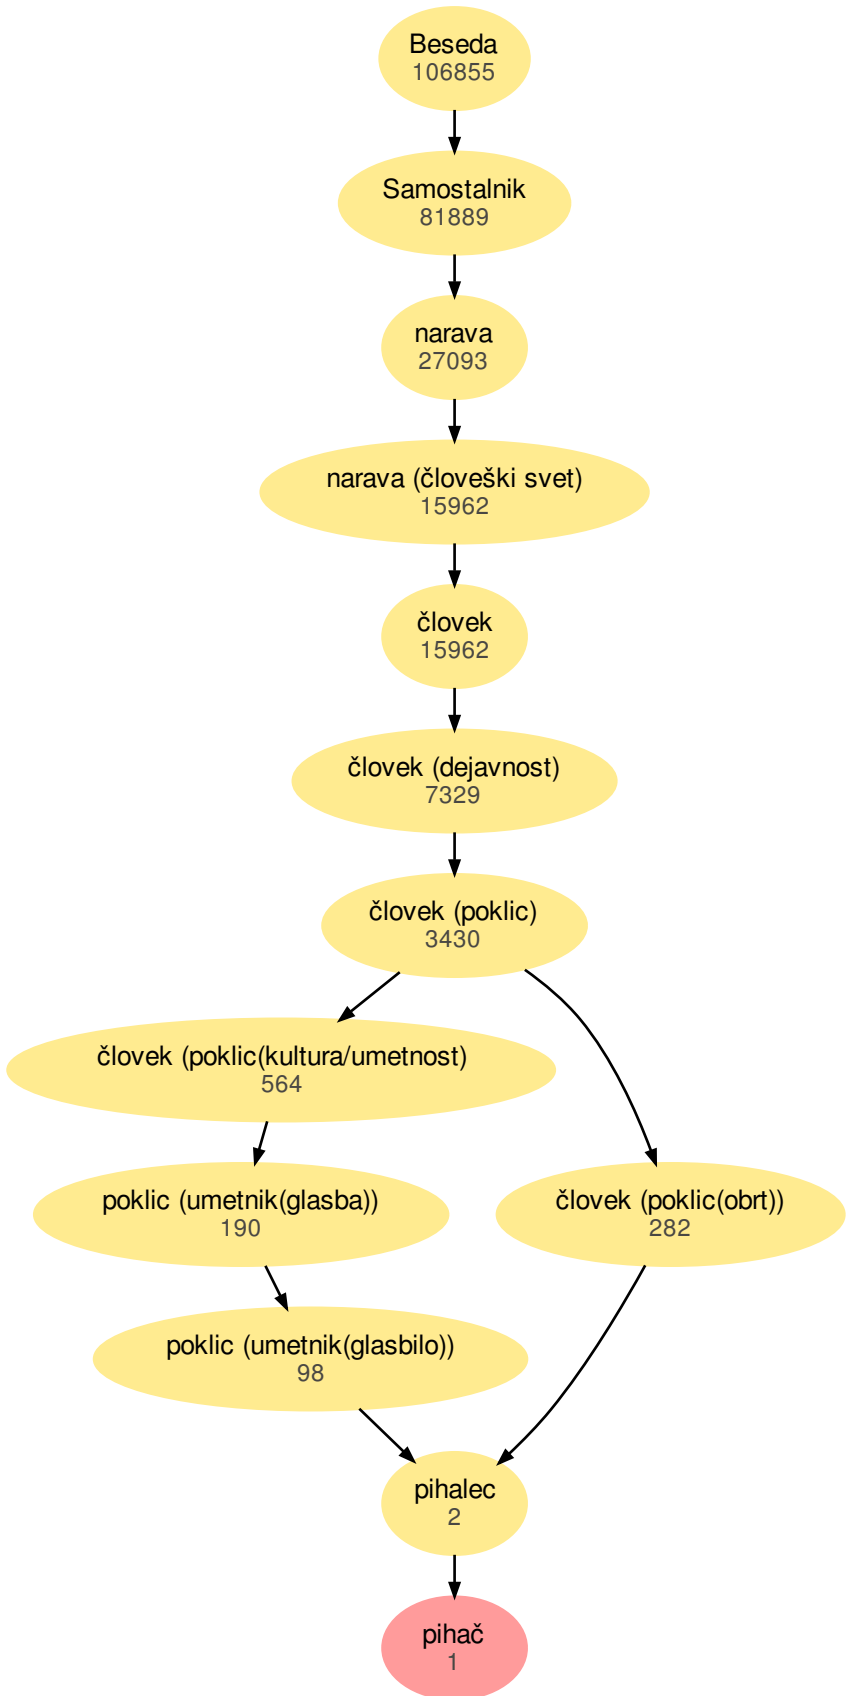 Beseda
106855
Samostalnik
81889
narava
27093
narava (človeški svet)
15962
človek
15962
človek (dejavnost)
7329
človek (poklic)
3430
človek (poklic(kultura/umetnost)
564
poklic (umetnik(glasba))
190
človek (poklic(obrt))
282
poklic (umetnik(glasbilo))
98
pihalec
2
pihač
1